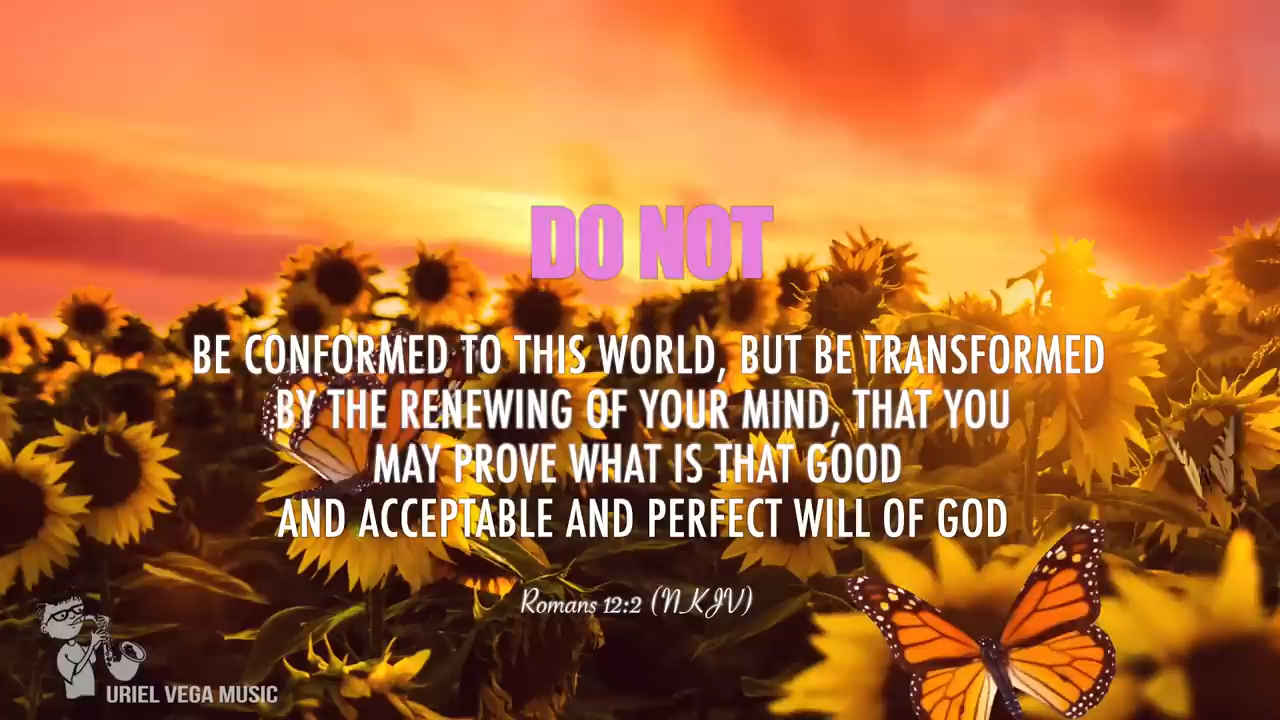 DO NOT
BE CONFORMED TO THIS WORLD, BUT BE TRANSFORMED
BY THE RENEWING OF YOUR MIND, THAT YOU
MAY PROVE WHAT IS THAT GOOD
AND ACCEPTABLE AND PERFECT WILL OF GOD
Romans 12:2 (NKJV)
URIEL VEGA MUSIC